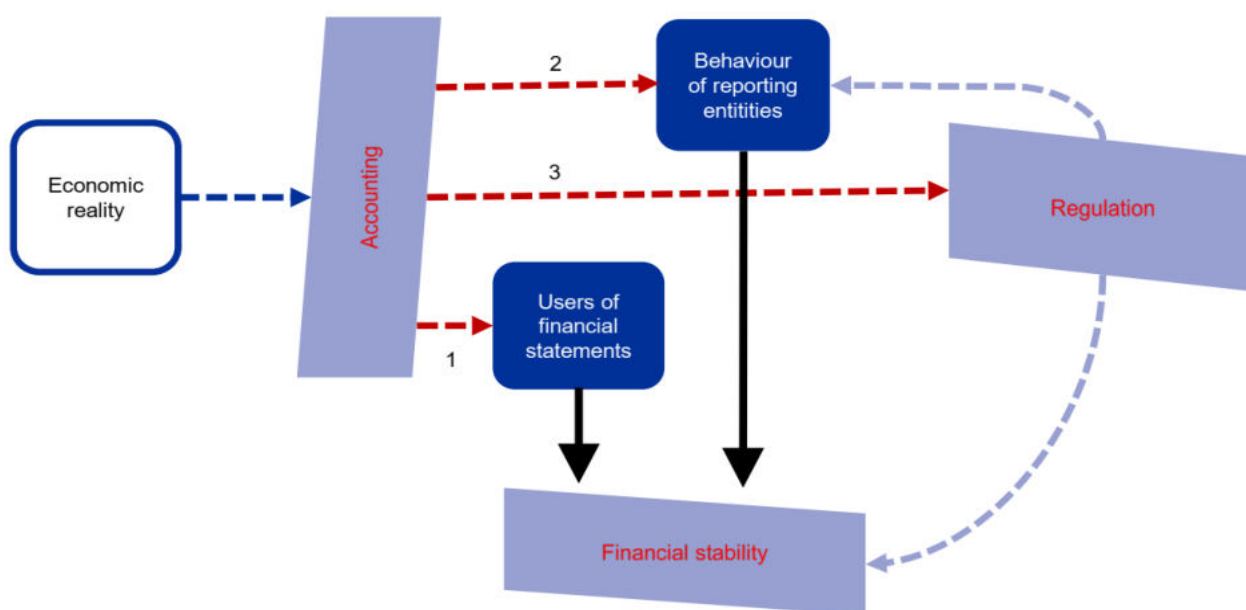 Economic
reality
Accounting
2
Behaviour
of reporting
entitities
3
Regulation
1
Users of
financial
statements
Financial stability